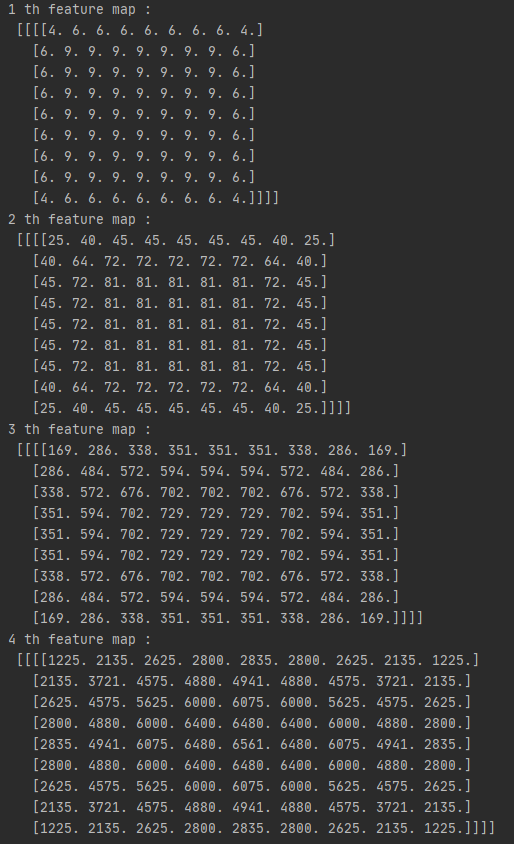 1 th feature map :
[[[[4. 6. 6. 6. 6. 6. 6. 6. 4.]
[6. 9. 9. 9. 9. 9. 9. 9. 6.]
[6. 9. 9. 9. 9. 9. 9. 9. 6.]
[6. 9. 9. 9. 9. 9. 9. 9. 6.]
[6. 9. 9. 9. 9. 9. 9. 9. 6.]
[6. 9. 9. 9. 9. 9. 9. 9. 6.]
[6. 9. 9. 9. 9. 9. 9. 9. 6.]
[6. 9. 9. 9. 9. 9. 9. 9. 6.]
[4. 6. 6. 6. 6. 6. 6. 6. 4.]]]]
2 th feature map :
[[[[25. 40. 45. 45. 45. 45. 45. 40. 25.]
[40. 64. 72. 72. 72. 72. 72. 64. 40.]
[45. 72. 81. 81. 81. 81. 81. 72. 45.]
[45. 72. 81. 81. 81. 81. 81. 72. 45.]
[45. 72. 81. 81. 81. 81. 81. 72. 45.]
[45. 72. 81. 81. 81. 81. 81. 72. 45.]
[45. 72. 81. 81. 81. 81. 81. 72. 45.]
[40. 64. 72. 72. 72. 72. 72. 64. 40.]
[25. 40. 45. 45. 45. 45. 45. 40. 25.]]]]
3 th feature map :
[[[[169. 286. 338. 351. 351. 351. 338. 286. 169.]
[286. 484. 572. 594. 594. 594. 572. 484. 286.]
[338. 572. 676. 702. 702. 702. 676. 572. 338.]
[351. 594. 702. 729. 729. 729. 702. 594. 351.]
[351. 594. 702. 729. 729. 729. 702. 594. 351.]
[351. 594. 702. 729. 729. 729. 702. 594. 351.]
[338. 572. 676. 702. 702. 702. 676. 572. 338.]
[286. 484. 572. 594. 594. 594. 572. 484. 286.]
[169. 286. 338. 351. 351. 351. 338. 286. 169.]]]]
4 th feature map :
[[[[1225. 2135. 2625. 2800. 2835. 2800. 2625. 2135. 1225.]
[2135. 3721. 4575. 4880. 4941. 4880. 4575. 3721. 2135.]
[2625. 4575. 5625. 6000. 6075. 6000. 5625. 4575. 2625.]
[2800. 4880. 6000. 6400. 6480. 6400. 6000. 4880. 2800.]
[2835. 4941. 6075. 6480. 6561. 6480. 6075. 4941. 2835.]
[2800. 4880. 6000. 6400. 6480. 6400. 6000. 4880. 2800.]
[2625. 4575. 5625. 6000. 6075. 6000. 5625. 4575. 2625.]
[2135. 3721. 4575. 4880. 4941. 4880. 4575. 3721. 2135.]
[1225. 2135. 2625. 2800. 2835. 2800. 2625. 2135. 1225.]]]]